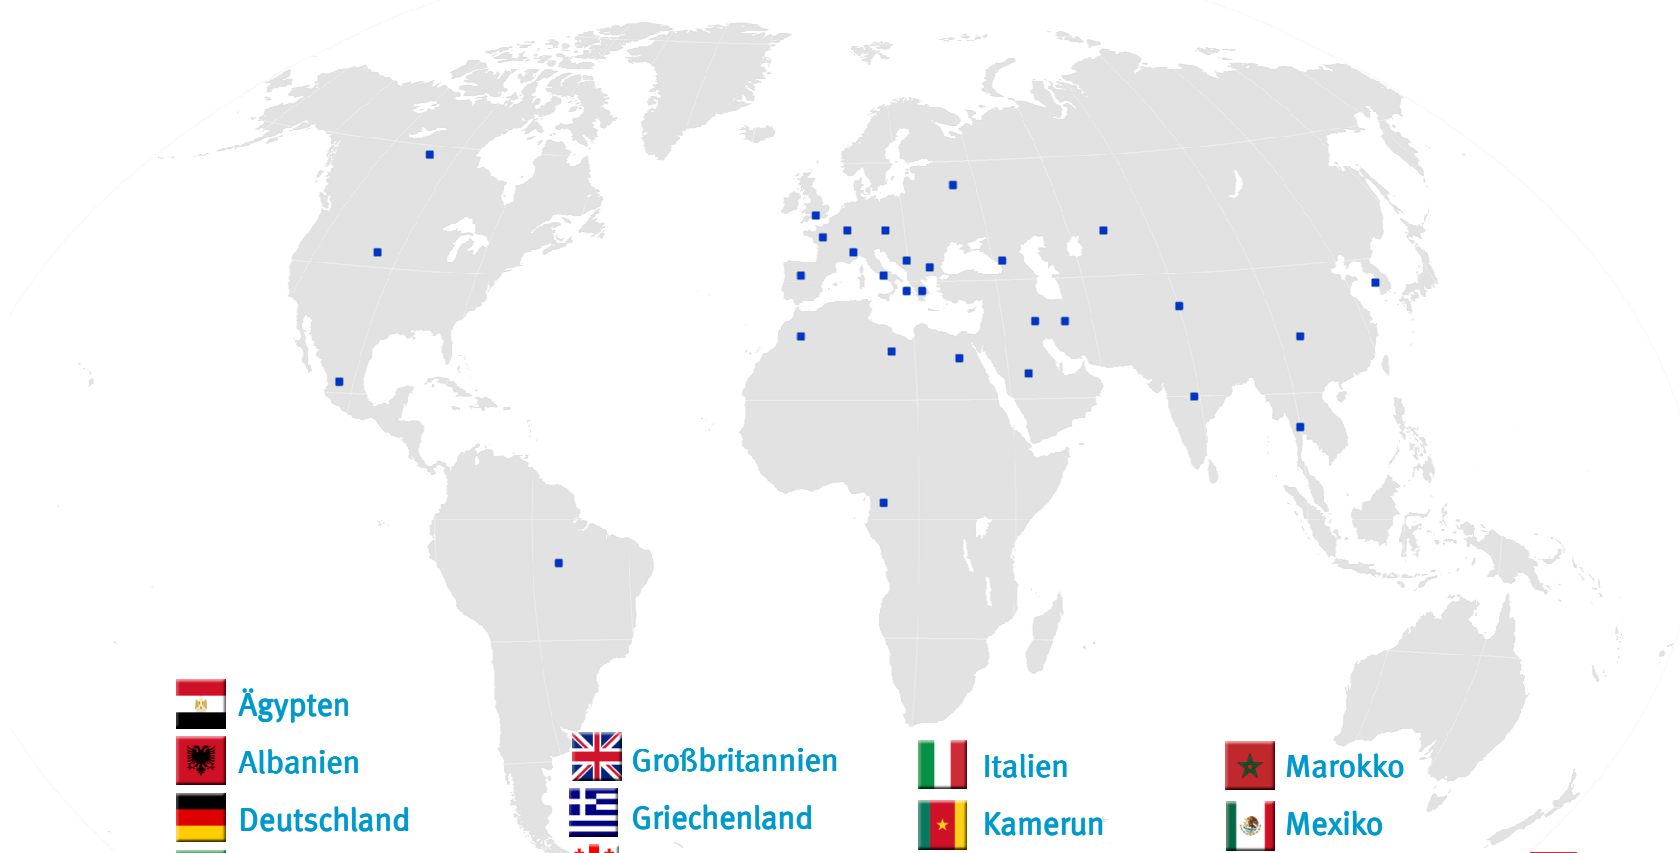 Ägypten
Albanien
Deutschland
Großbritannien
Griechenland
Italien
Kamerun
Marokko
Mexiko